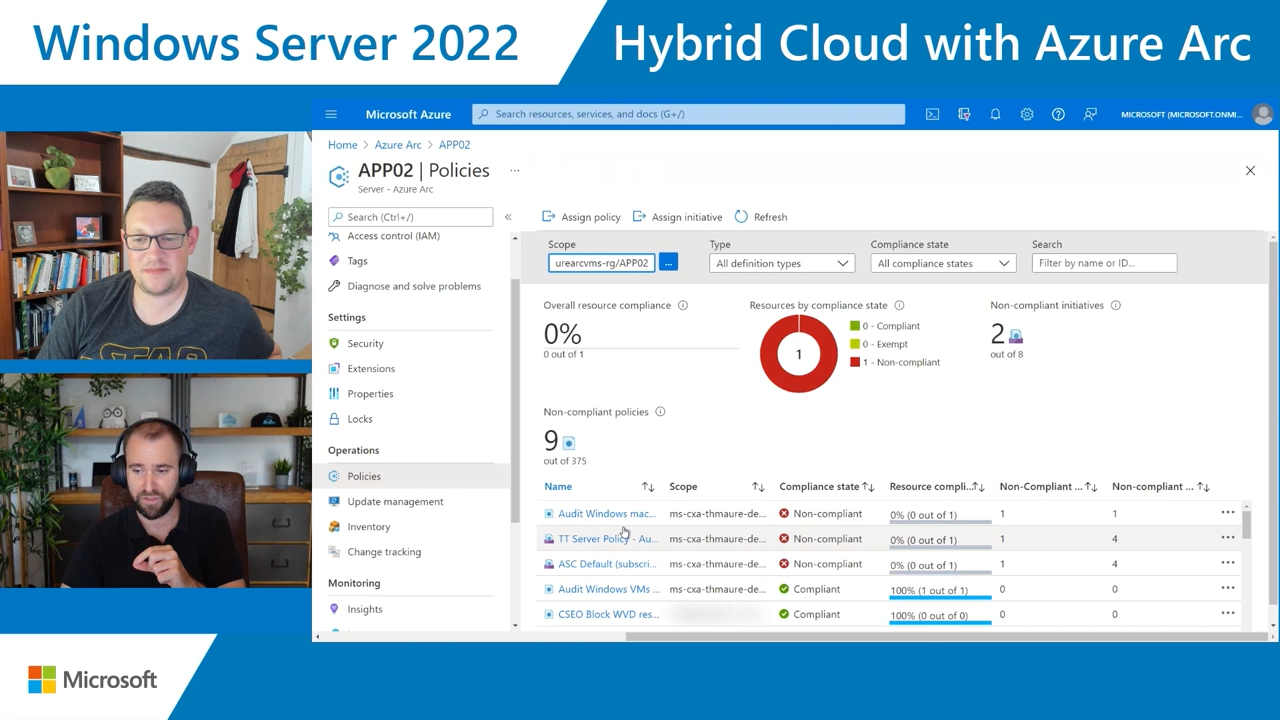 Windows Server 2022
Hybrid Cloud with Azure Arc
Microsoft Azure
Search resources, services, and docs (G+/)
MICROSOFT (MICROSOFT.ONMI...
Home > Azure Arc > APP02
APP02 | Policies ...
Server - Azure Arc
Search (Ctrl+/)
«
Access control (IAM)
Tags
Diagnose and solve problems
Settings
Security
Extensions
Properties
Locks
Operations
Policies
Update management
Inventory
Change tracking
Monitoring
Insights
Assign policy Assign initiative Refresh
Scope Type Compliance state Search
urearcvms-rg/APP02 ... All definition types All compliance states Filter by name or ID...
Overall resource compliance
0%
0 out of 1
Resources by compliance state
1
0 - Compliant
0 - Exempt
1 - Non-compliant
Non-compliant initiatives
2
out of 8
Non-compliant policies
9
out of 375
Name Scope Compliance state Resource compli... Non-Compliant ... Non-compliant ...
Audit Windows mac... ms-cxa-thmaure-de... Non-compliant 0% (0 out of 1) 1 1 ...
TT Server Policy - Au... ms-cxa-thmaure-de... Non-compliant 0% (0 out of 1) 1 4 ...
ASC Default (subscri... ms-cxa-thmaure-de... Non-compliant 0% (0 out of 1) 1 4 ...
Audit Windows VMs ... ms-cxa-thmaure-de... Compliant 100% (1 out of 1) 0 0 ...
CSEO Block WVD res... Compliant 100% (0 out of 0) 0 0 ...
Microsoft